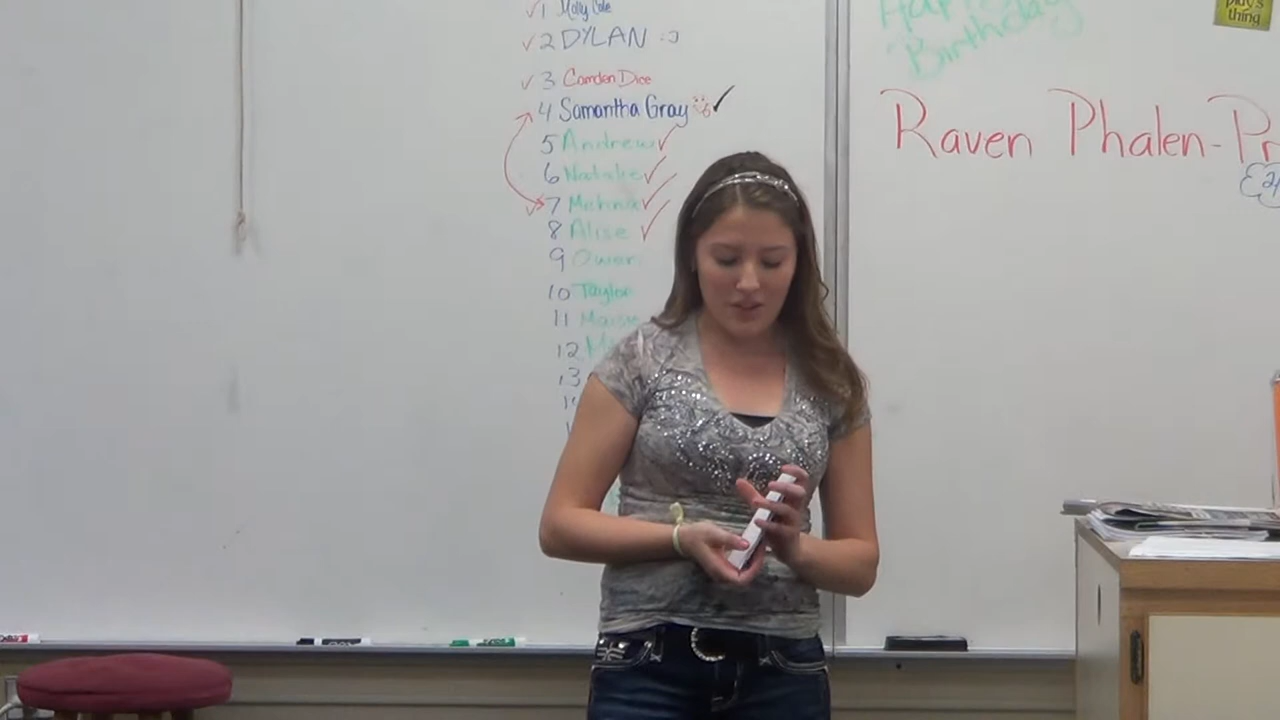 1 Molly Cole
2 DYLAN :)
3 Camden Dice
4 Samantha Gray
5 Andrew
6 Natalie
7
8 Alise
9 Owen
10 Taylor
11
12
13
Happy
Birthday
Raven Phalen-Pr
play's
thing